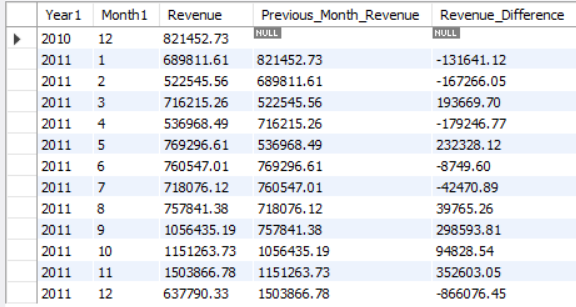 Year1 Month1 Revenue Previous_Month_Revenue Revenue_Difference
2010 12 821452.73 NULL NULL
2011 1 689811.61 821452.73 -131641.12
2011 2 522545.56 689811.61 -167266.05
2011 3 716215.26 522545.56 193669.70
2011 4 536968.49 716215.26 -179246.77
2011 5 769296.61 536968.49 232328.12
2011 6 760547.01 769296.61 -8749.60
2011 7 718076.12 760547.01 -42470.89
2011 8 757841.38 718076.12 39765.26
2011 9 1056435.19 757841.38 298593.81
2011 10 1151263.73 1056435.19 94828.54
2011 11 1503866.78 1151263.73 352603.05
2011 12 637790.33 1503866.78 -866076.45